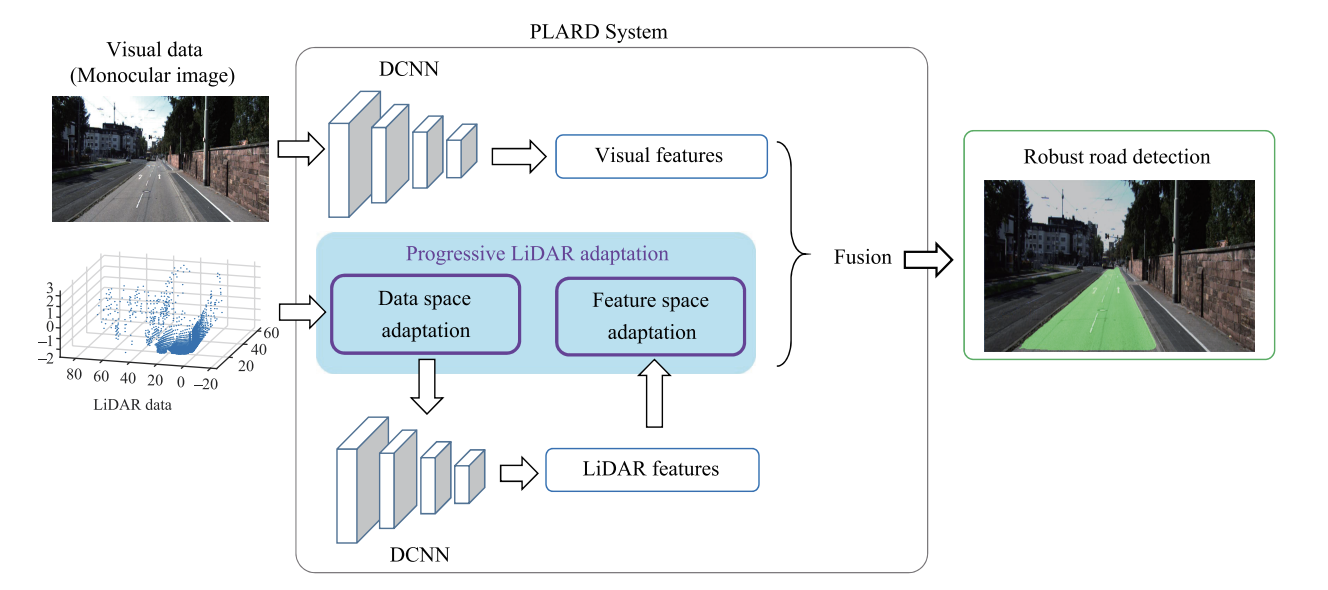 PLARD System
Visual data
(Monocular image)
DCNN
Visual features
Robust road detection
Progressive LiDAR adaptation
Data space
adaptation
Feature space
adaptation
Fusion
3
2
1
0
–1
–2
80
60
40
20
0
–20
20
40
60
LiDAR data
LiDAR features
DCNN